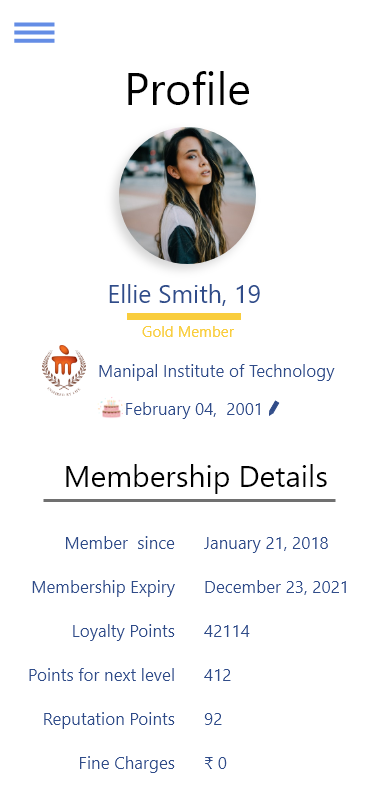 Profile
Ellie Smith, 19
Gold Member
Manipal Institute of Technology
February 04, 2001
Membership Details
Member since January 21, 2018
Membership Expiry December 23, 2021
Loyalty Points 42114
Points for next level 412
Reputation Points 92
Fine Charges ₹ 0